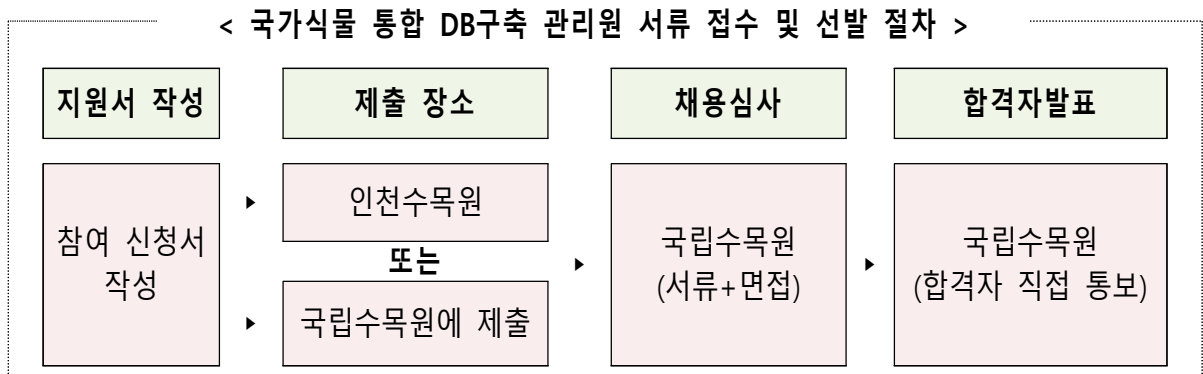 < 국가식물 통합 DB구축 관리원 서류 접수 및 선발 절차 >
지원서 작성
제출 장소
채용심사
합격자발표
참여 신청서
작성
인천수목원
또는
국립수목원에 제출
국립수목원
(서류+면접)
국립수목원
(합격자 직접 통보)